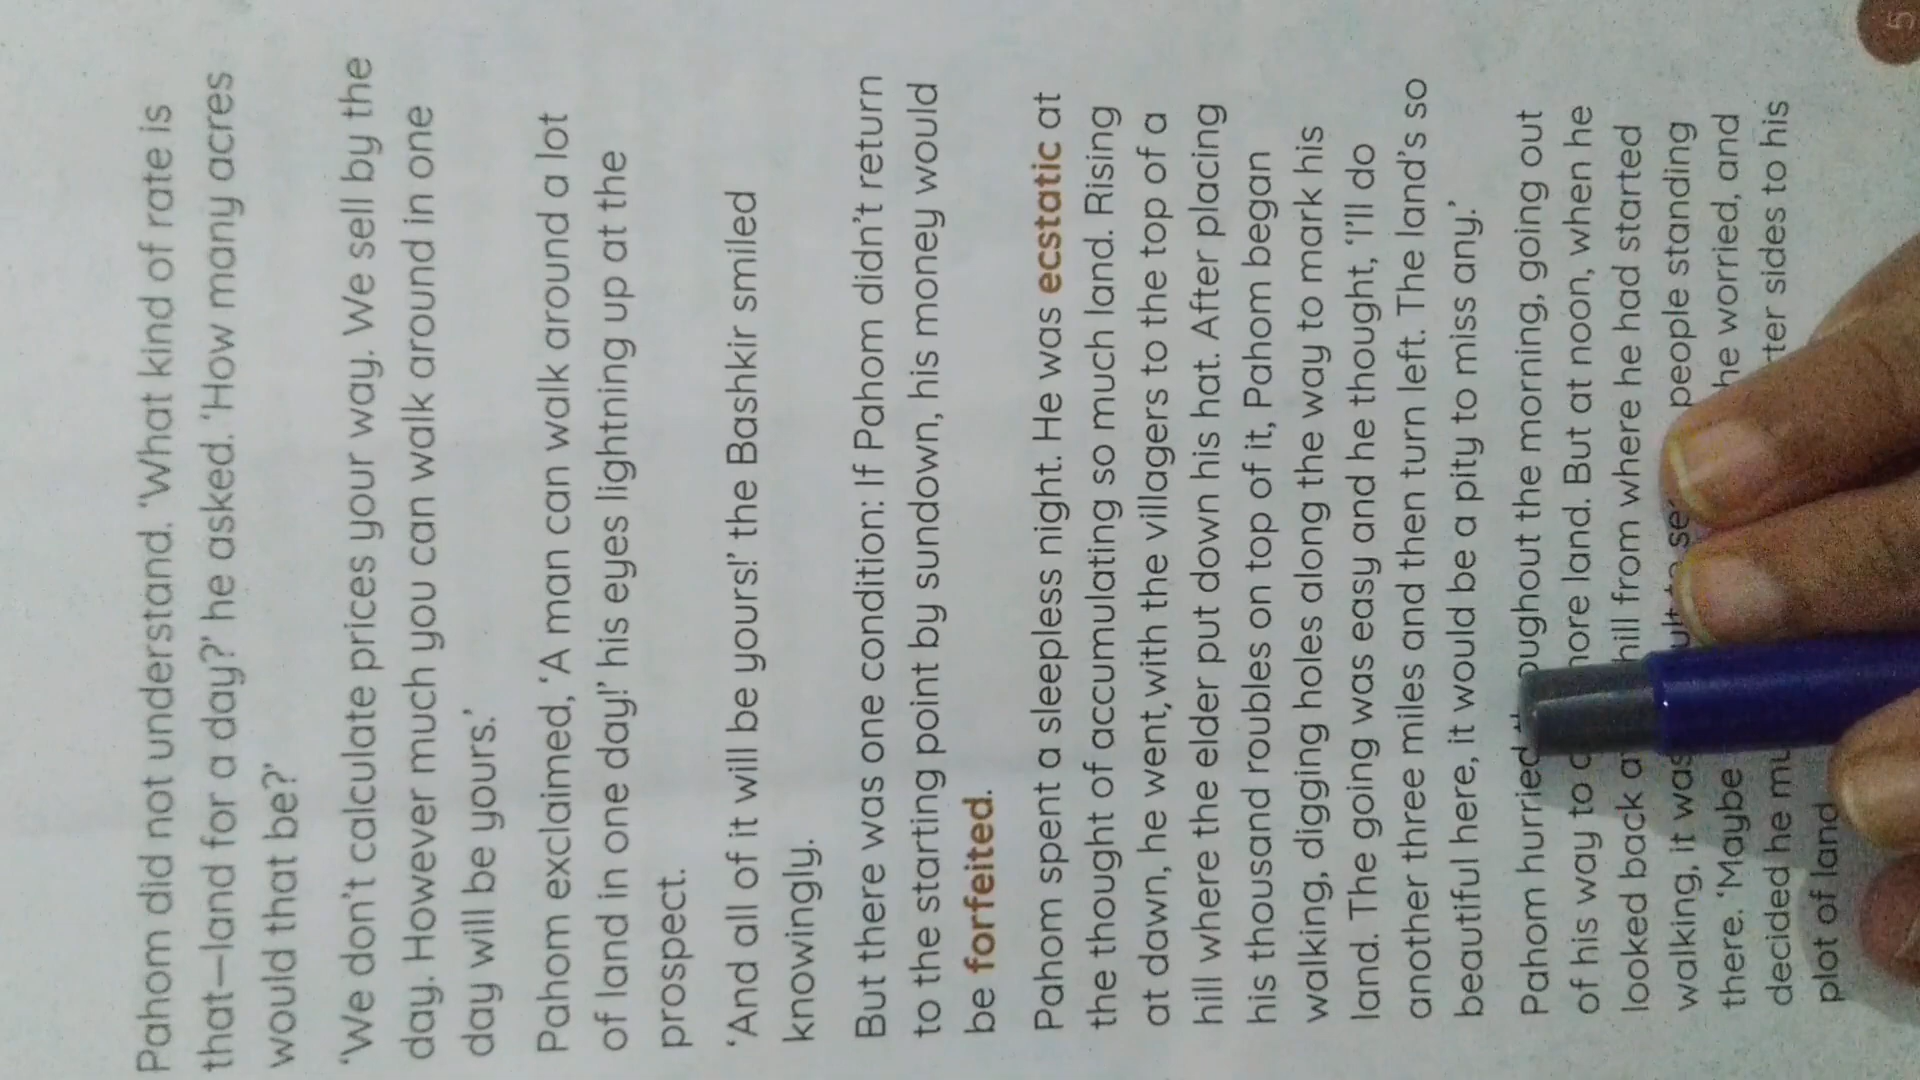 Pahom did not understand. 'What kind of rate is
that—land for a day?' he asked. 'How many acres
would that be?'
'We don't calculate prices your way. We sell by the
day. However much you can walk around in one
day will be yours.'
Pahom exclaimed, 'A man can walk around a lot
of land in one day!' his eyes lightning up at the
prospect.
'And all of it will be yours!' the Bashkir smiled
knowingly.
But there was one condition: If Pahom didn't return
to the starting point by sundown, his money would
be forfeited.
Pahom spent a sleepless night. He was ecstatic at
the thought of accumulating so much land. Rising
at dawn, he went, with the villagers to the top of a
hill where the elder put down his hat. After placing
his thousand roubles on top of it, Pahom began
walking, digging holes along the way to mark his
land. The going was easy and he thought, 'I'll do
another three miles and then turn left. The land's so
beautiful here, it would be a pity to miss any.'
Pahom hurried the morning, going out
of his way to more land. But at noon, when he
looked back hill from where he had started
walking, it was people standing
there. 'Maybe he worried, and
decided he sides to his
plot of land
5